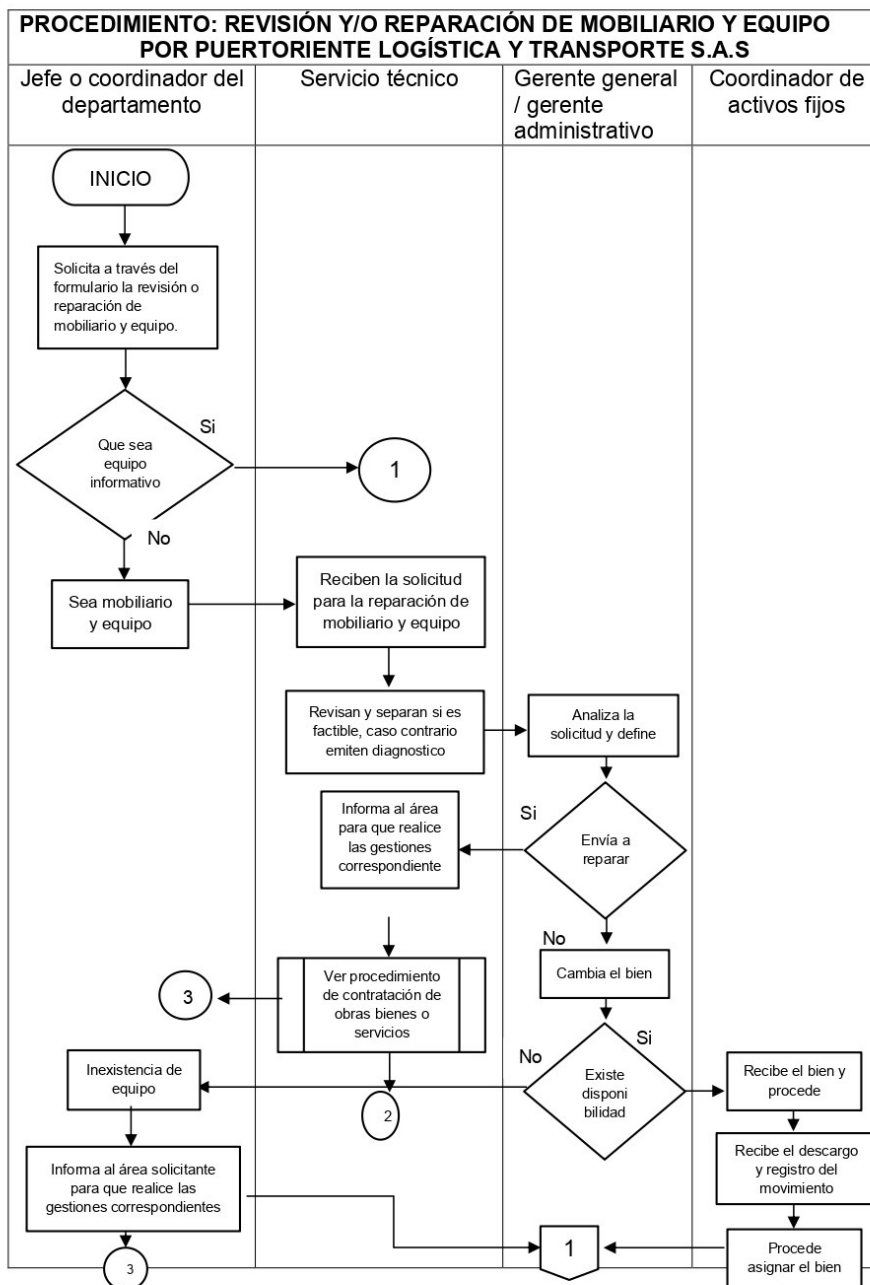 PROCEDIMIENTO: REVISIÓN Y/O REPARACIÓN DE MOBILIARIO Y EQUIPO
POR PUERTORIENTE LOGÍSTICA Y TRANSPORTE S.A.S
Jefe o coordinador del
departamento
Servicio técnico
Gerente general
/ gerente
administrativo
Coordinador de
activos fijos
INICIO
Solicita a través del
formulario la revisión o
reparación de
mobiliario y equipo.
Si
Que sea
equipo
informativo
1
No
Sea mobiliario
y equipo
Reciben la solicitud
para la reparación de
mobiliario y equipo
Revisan y separan si es
factible, caso contrario
emiten diagnostico
Analiza la
solicitud y define
Informa al área
para que realice
las gestiones
correspondiente
Si
Envía a
reparar
No
Cambia el bien
3
Ver procedimiento
de contratación de
obras bienes o
servicios
Si
No
Existe
disponi
bilidad
Inexistencia de
equipo
2
Recibe el bien y
procede
Recibe el descargo
y registro del
movimiento
Informa al área solicitante
para que realice las
gestiones correspondientes
3
1
Procede
asignar el bien